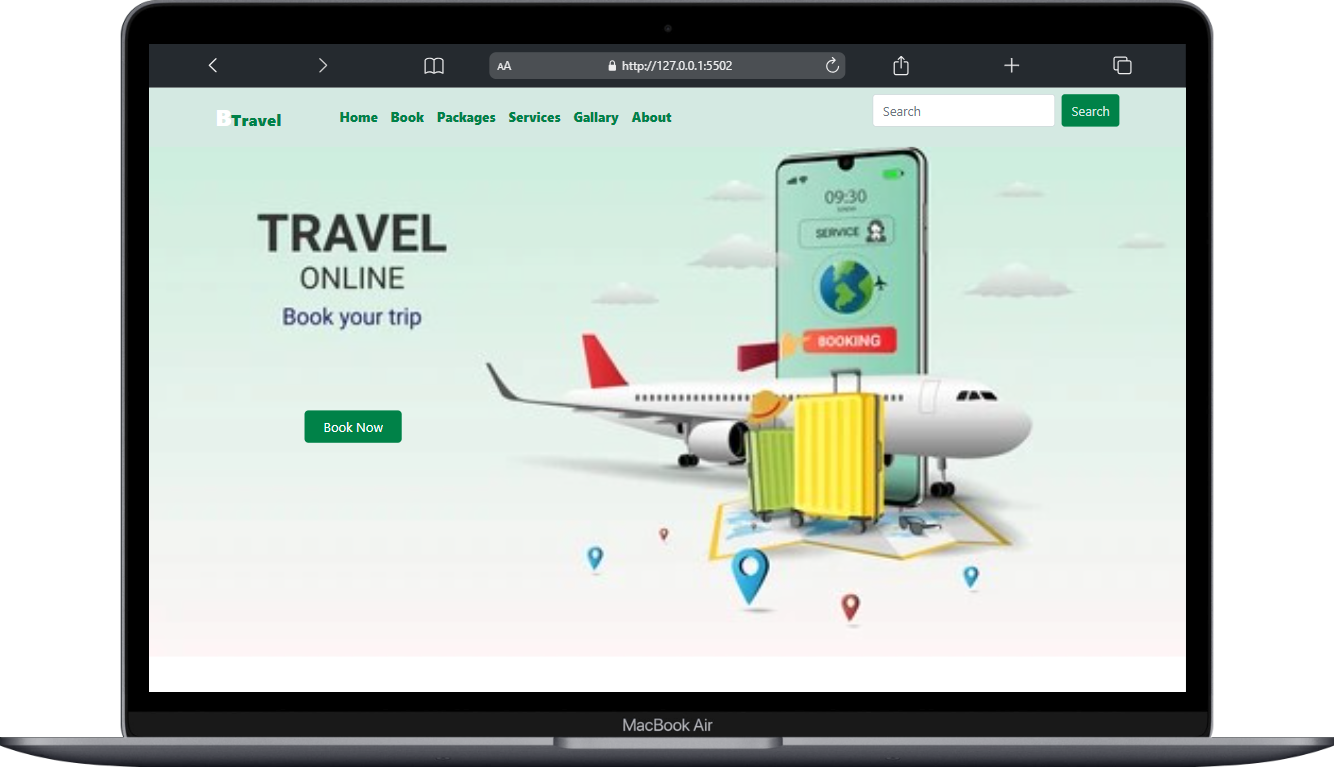 AA
http://127.0.0.1:5502
BTravel Home Book Packages Services Gallary About
Search Search
TRAVEL
ONLINE
Book your trip
Book Now
09:30
SERVICE
BOOKING
MacBook Air